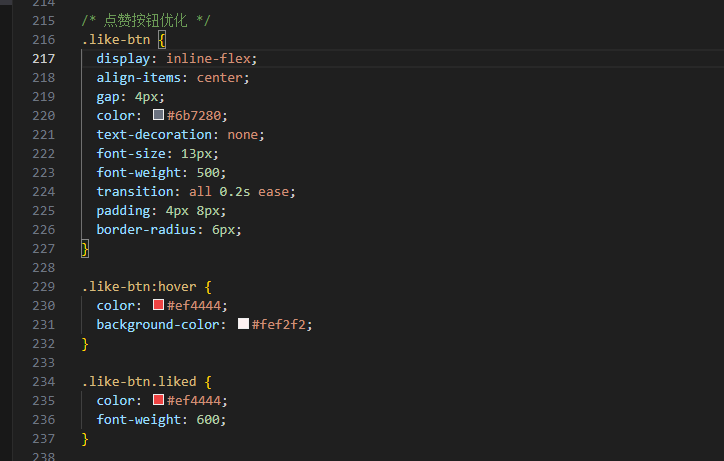 214
215 /* 点赞按钮优化 */
216 .like-btn {
217 display: inline-flex;
218 align-items: center;
219 gap: 4px;
220 color: #6b7280;
221 text-decoration: none;
222 font-size: 13px;
223 font-weight: 500;
224 transition: all 0.2s ease;
225 padding: 4px 8px;
226 border-radius: 6px;
227 }
228
229 .like-btn:hover {
230 color: #ef4444;
231 background-color: #fef2f2;
232 }
233
234 .like-btn.liked {
235 color: #ef4444;
236 font-weight: 600;
237 }
238